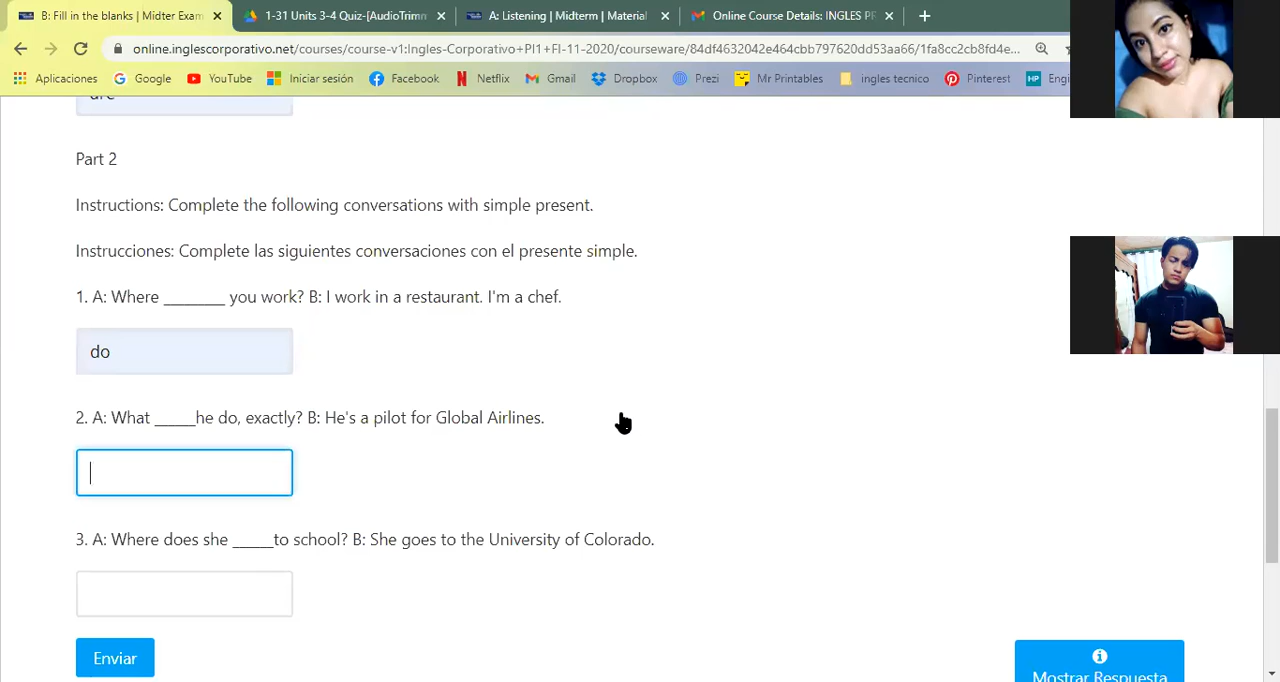 B: Fill in the blanks | Midter Exam
1-31 Units 3-4 Quiz-[AudioTrimm
A: Listening | Midterm | Material
Online Course Details: INGLES PF
online.inglescorporativo.net/courses/course-v1:Ingles-Corporativo+PI1+FI-11-2020/courseware/84df4632042e464cbb797620dd53aa66/1fa8cc2cb8fd4e...
Aplicaciones Google YouTube Iniciar sesión Facebook Netflix Gmail Dropbox Prezi Mr Printables ingles tecnico Pinterest HP Engl
are
Part 2
Instructions: Complete the following conversations with simple present.
Instrucciones: Complete las siguientes conversaciones con el presente simple.
1. A: Where ________ you work? B: I work in a restaurant. I'm a chef.
do
2. A: What _____he do, exactly? B: He's a pilot for Global Airlines.
3. A: Where does she _____to school? B: She goes to the University of Colorado.
Enviar
Mostrar Respuesta